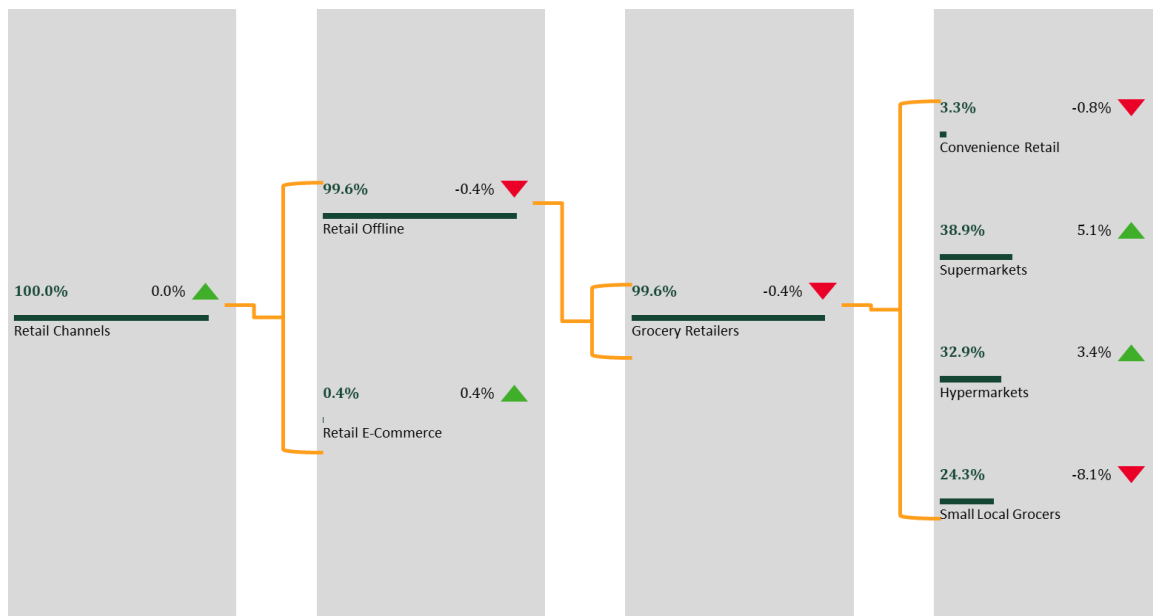 100.0% 0.0%
Retail Channels
99.6% -0.4%
Retail Offline
0.4% 0.4%
Retail E-Commerce
99.6% -0.4%
Grocery Retailers
3.3% -0.8%
Convenience Retail
38.9% 5.1%
Supermarkets
32.9% 3.4%
Hypermarkets
24.3% -8.1%
Small Local Grocers